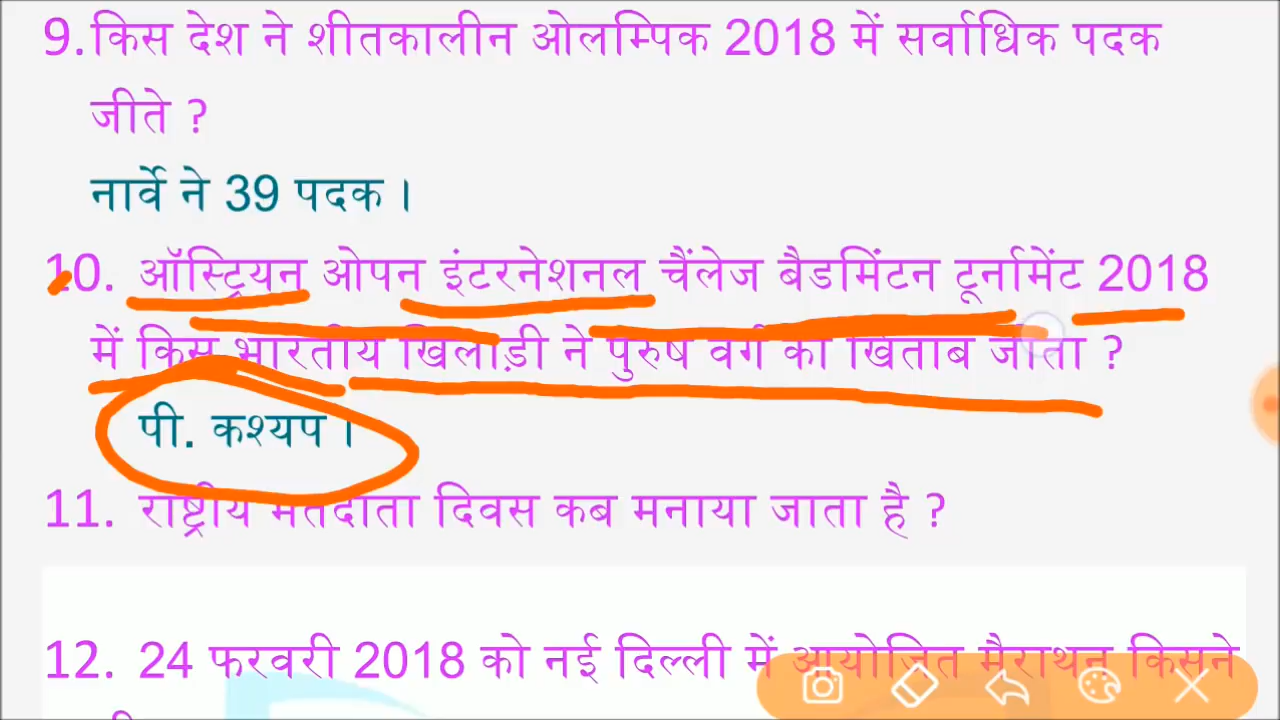 9. किस देश ने शीतकालीन ओलम्पिक 2018 में सर्वाधिक पदक
जीते ?
नार्वे ने 39 पदक ।
10. ऑस्ट्रियन ओपन इंटरनेशनल चैंलेज बैडमिंटन टूर्नामेंट 2018
में किस भारतीय खिलाड़ी ने पुरुष वर्ग का खिताब जीता ?
पी. कश्यप ।
11. राष्ट्रीय मतदाता दिवस कब मनाया जाता है ?
12. 24 फरवरी 2018 को नई दिल्ली में आयोजित मैराथन किसने